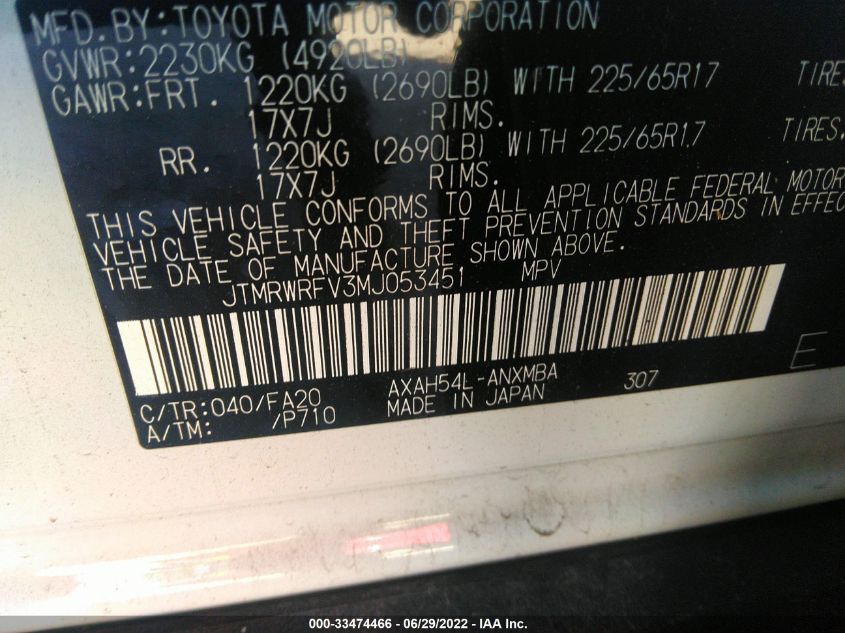 MFD. BY: TOYOTA MOTOR CORPORATION
GVWR: 2230KG (4920LB)
GAWR: FRT. 1220KG (2690LB) WITH 225/65R17 TIRES.
17X7J RIMS.
RR. 1220KG (2690LB) WITH 225/65R17 TIRES.
17X7J RIMS.
THIS VEHICLE CONFORMS TO ALL APPLICABLE FEDERAL MOTOR
VEHICLE SAFETY AND THEFT PREVENTION STANDARDS IN EFFEC
THE DATE OF MANUFACTURE SHOWN ABOVE.
JTMRWRFV3MJ053451 MPV
E
C/TR: 040/FA20 AXAH54L-ANXMBA 307
A/TM: /P710 MADE IN JAPAN
000-33474466 - 06/29/2022 - IAA Inc.